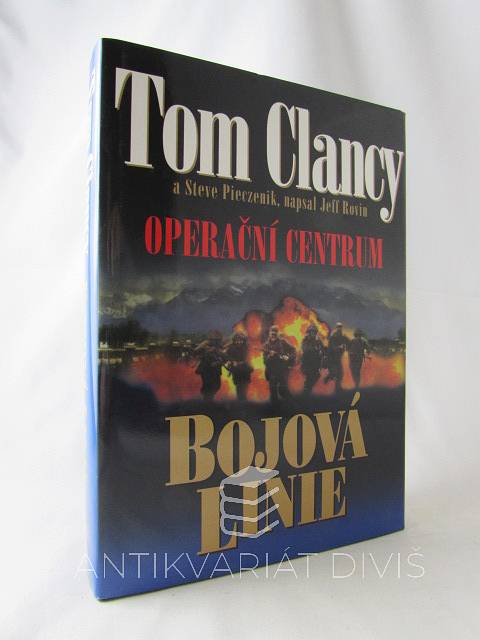 Tom Clancy
a Steve Pieczenik, napsal Jeff Rovin
OPERAČNÍ CENTRUM
BOJOVÁ
LINIE
ANTIKVARIÁT DIVIŠ